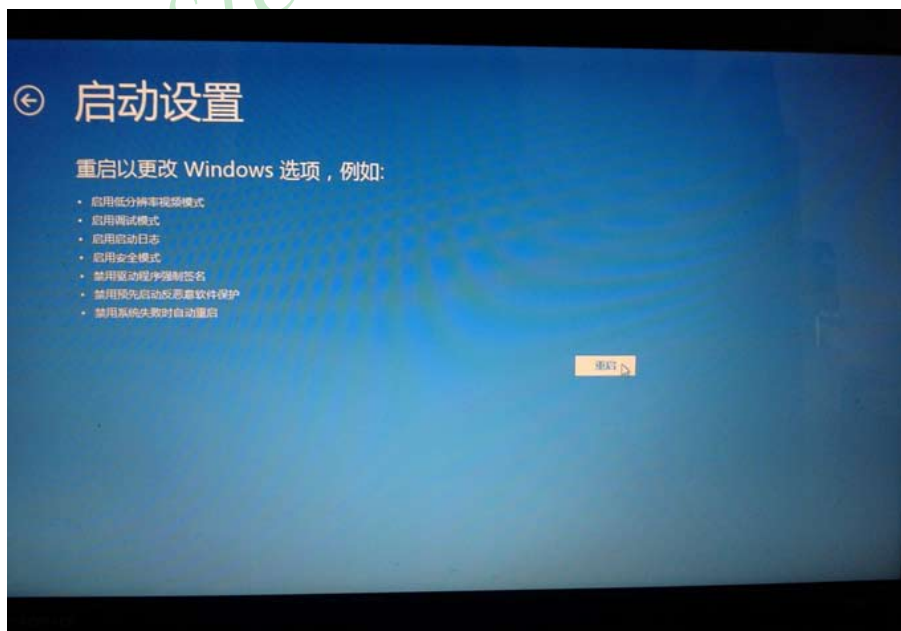 启动设置
重启以更改 Windows 选项，例如:
• 启用低分辨率视频模式
• 启用调试模式
• 启用启动日志
• 启用安全模式
• 禁用驱动程序强制签名
• 禁用预先启动反恶意软件保护
• 禁用系统失败时自动重启
重启